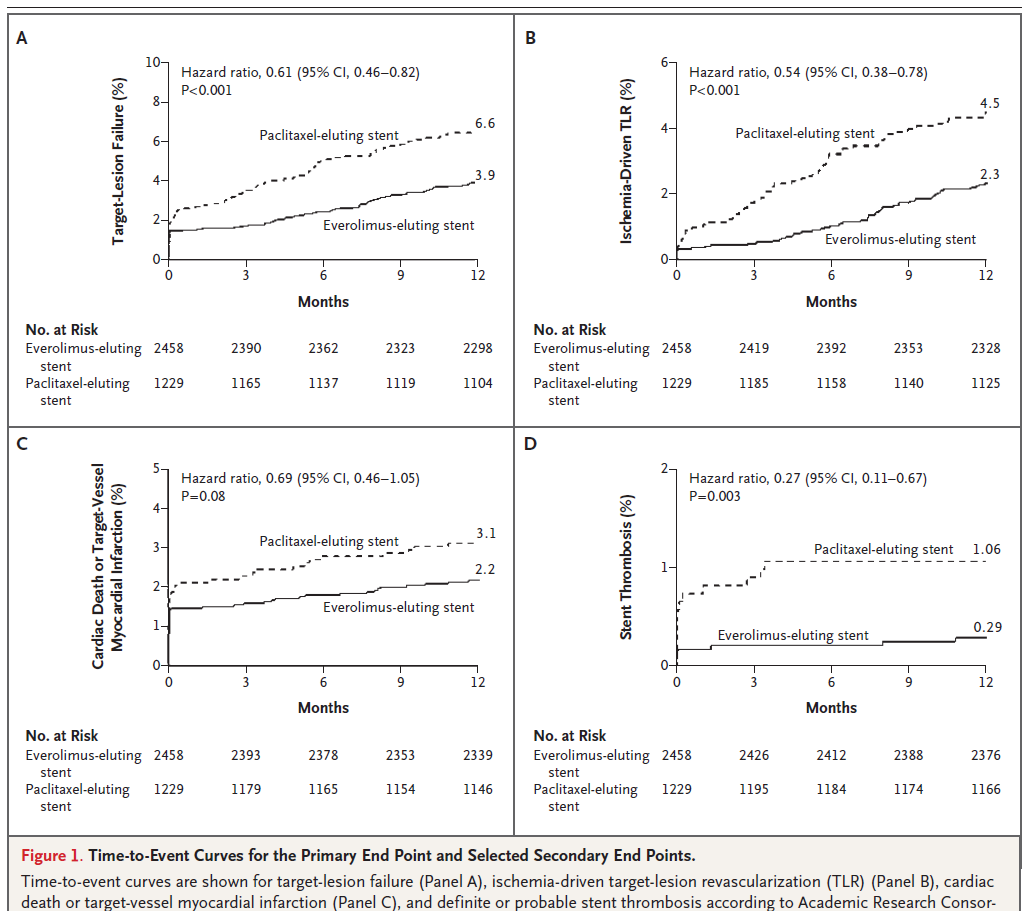 A
Target-Lesion Failure (%)
10
8
6
4
2
0
Hazard ratio, 0.61 (95% CI, 0.46–0.82)
P<0.001
Paclitaxel-eluting stent
6.6
3.9
Everolimus-eluting stent
0 3 6 9 12
Months
No. at Risk
Everolimus-eluting 2458 2390 2362 2323 2298
stent
Paclitaxel-eluting 1229 1165 1137 1119 1104
stent
B
Ischemia-Driven TLR (%)
6
4
2
0
Hazard ratio, 0.54 (95% CI, 0.38–0.78)
P<0.001
4.5
Paclitaxel-eluting stent
2.3
Everolimus-eluting stent
0 3 6 9 12
Months
No. at Risk
Everolimus-eluting 2458 2419 2392 2353 2328
stent
Paclitaxel-eluting 1229 1185 1158 1140 1125
stent
C
Cardiac Death or Target-Vessel
Myocardial Infarction (%)
5
4
3
2
1
0
Hazard ratio, 0.69 (95% CI, 0.46–1.05)
P=0.08
Paclitaxel-eluting stent
3.1
2.2
Everolimus-eluting stent
0 3 6 9 12
Months
No. at Risk
Everolimus-eluting 2458 2393 2378 2353 2339
stent
Paclitaxel-eluting 1229 1179 1165 1154 1146
stent
D
Stent Thrombosis (%)
2
1
0
Hazard ratio, 0.27 (95% CI, 0.11–0.67)
P=0.003
Paclitaxel-eluting stent 1.06
Everolimus-eluting stent
0.29
0 3 6 9 12
Months
No. at Risk
Everolimus-eluting 2458 2426 2412 2388 2376
stent
Paclitaxel-eluting 1229 1195 1184 1174 1166
stent
Figure 1. Time-to-Event Curves for the Primary End Point and Selected Secondary End Points.
Time-to-event curves are shown for target-lesion failure (Panel A), ischemia-driven target-lesion revascularization (TLR) (Panel B), cardiac
death or target-vessel myocardial infarction (Panel C), and definite or probable stent thrombosis according to Academic Research Consor-